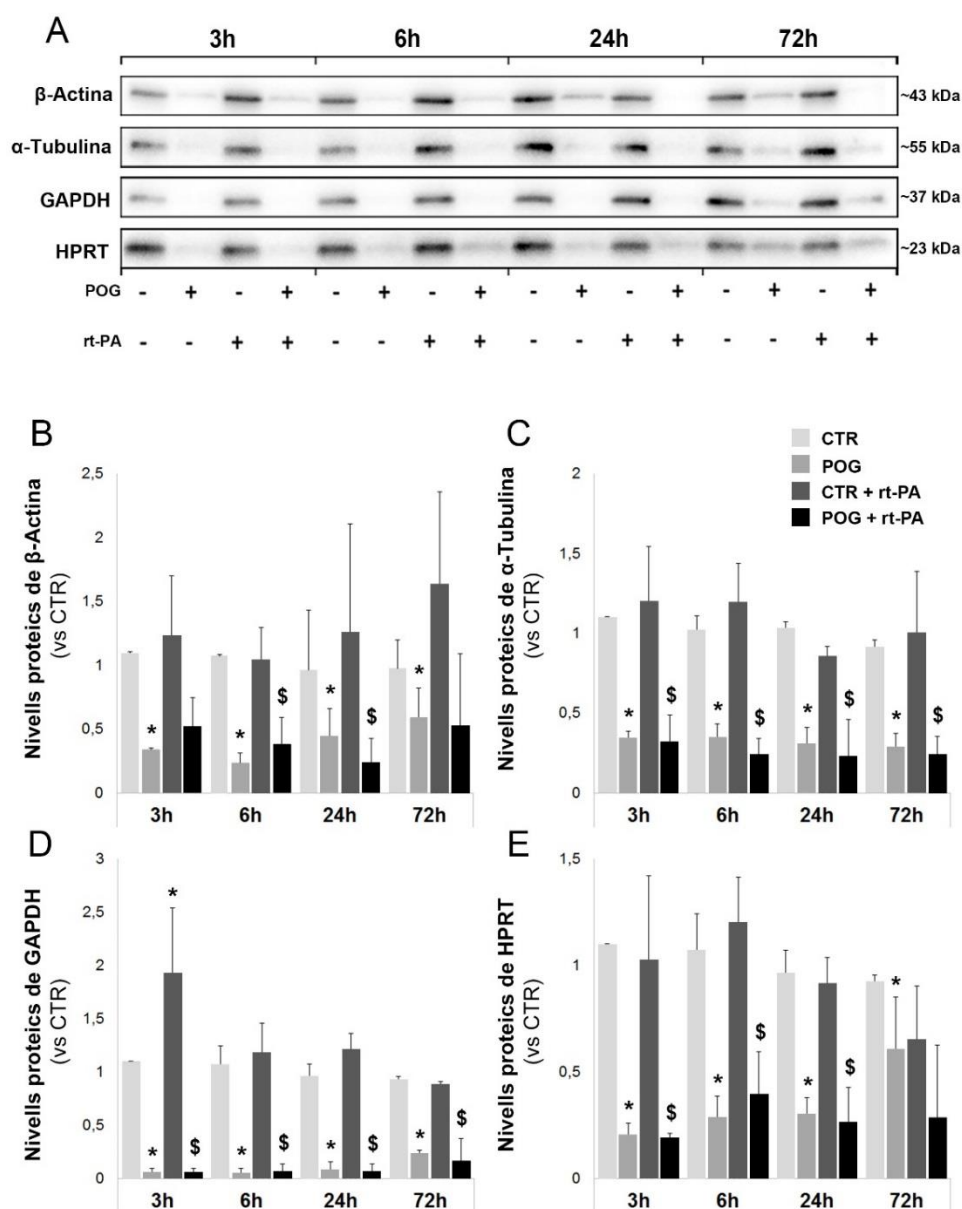 A
3h 6h 24h 72h
β-Actina ~43 kDa
α-Tubulina ~55 kDa
GAPDH ~37 kDa
HPRT ~23 kDa
POG - + - + - + - + - + - + - + - +
rt-PA - - + + - - + + - - + + - - + +
B
Nivells proteics de β-Actina
(vs CTR)
2,5
2
1,5
1
0,5
0
* * $ * $ *
3h 6h 24h 72h
C
CTR
POG
CTR + rt-PA
POG + rt-PA
Nivells proteics de α-Tubulina
(vs CTR)
2
1,5
1
0,5
0
* $ * $ * $ * $
3h 6h 24h 72h
D
Nivells proteics de GAPDH
(vs CTR)
3
2,5
2
1,5
1
0,5
0
* * $ * $ * $ * $
3h 6h 24h 72h
E
Nivells proteics de HPRT
(vs CTR)
1,5
1
0,5
0
* $ * $ * $ *
3h 6h 24h 72h